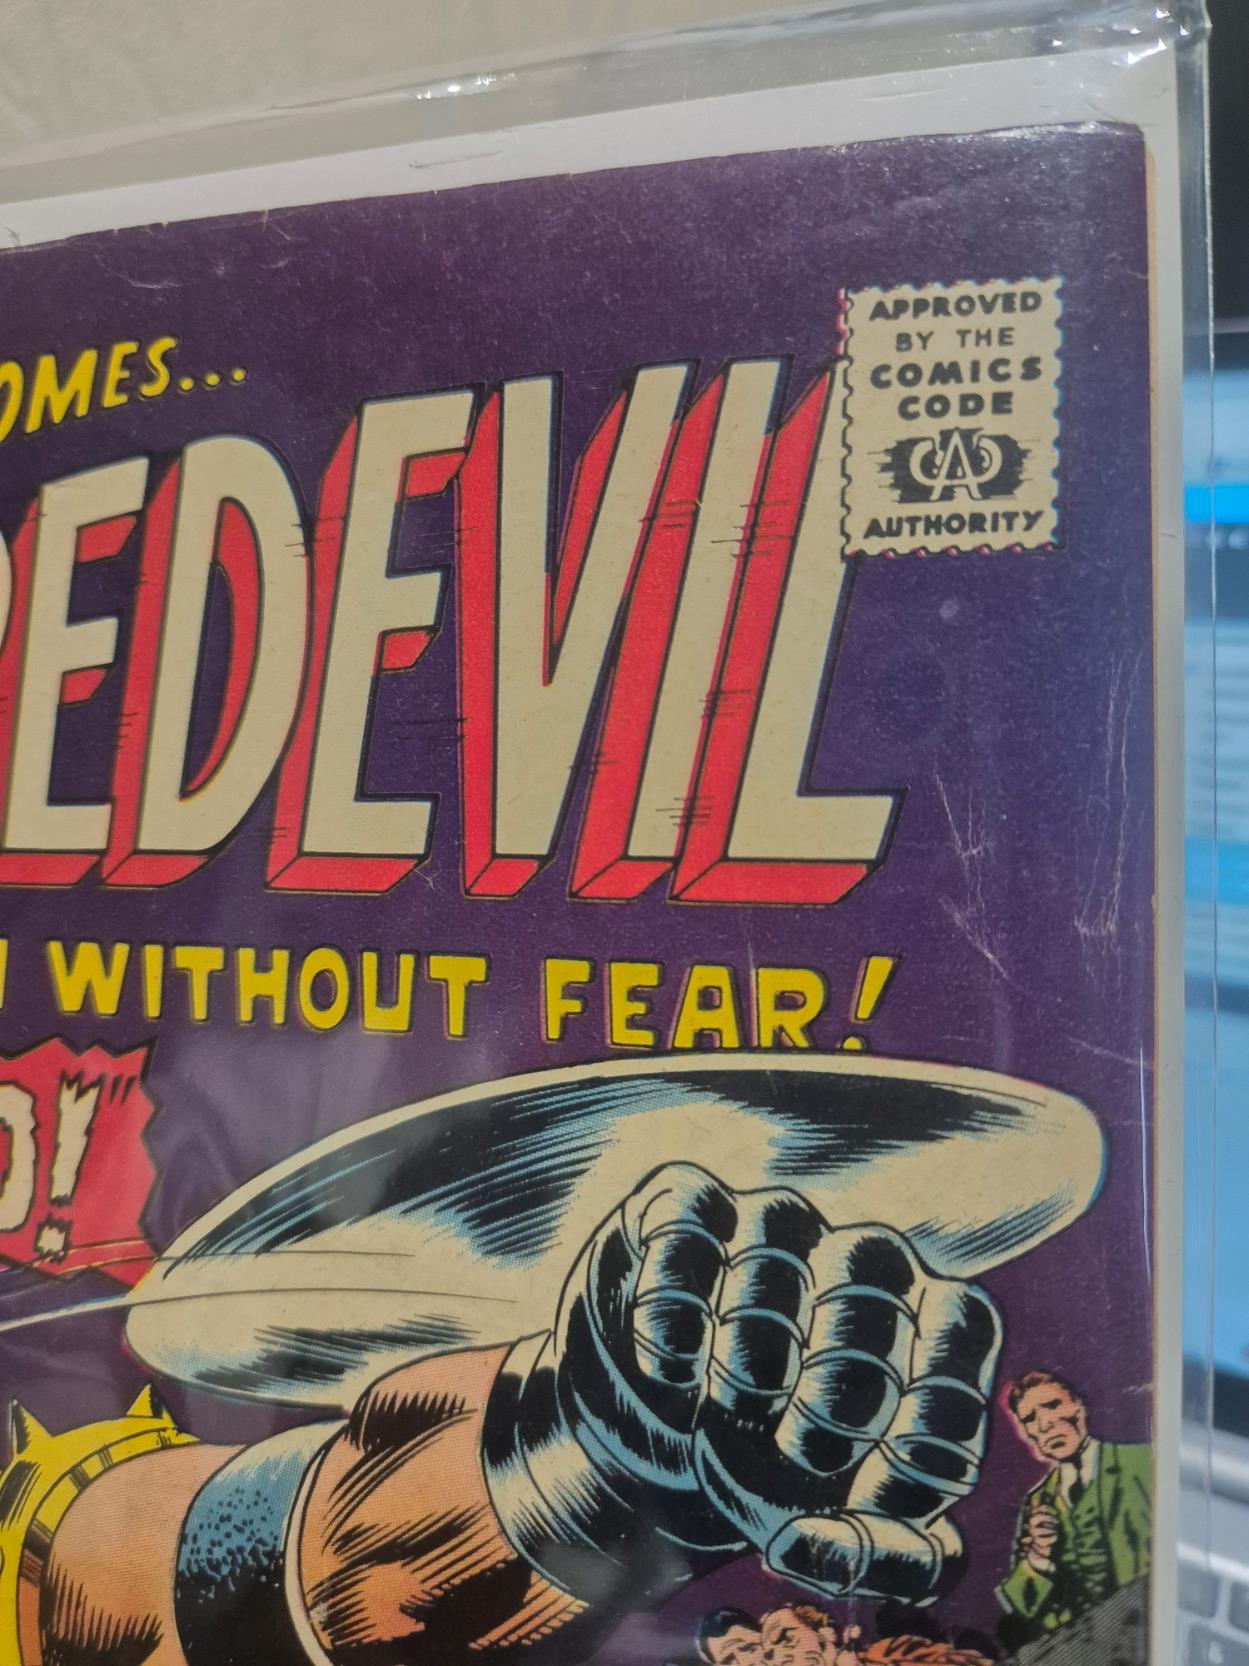 OMES...
EDEVIL
APPROVED
BY THE
COMICS
CODE
CA
AUTHORITY
WITHOUT FEAR!
D!